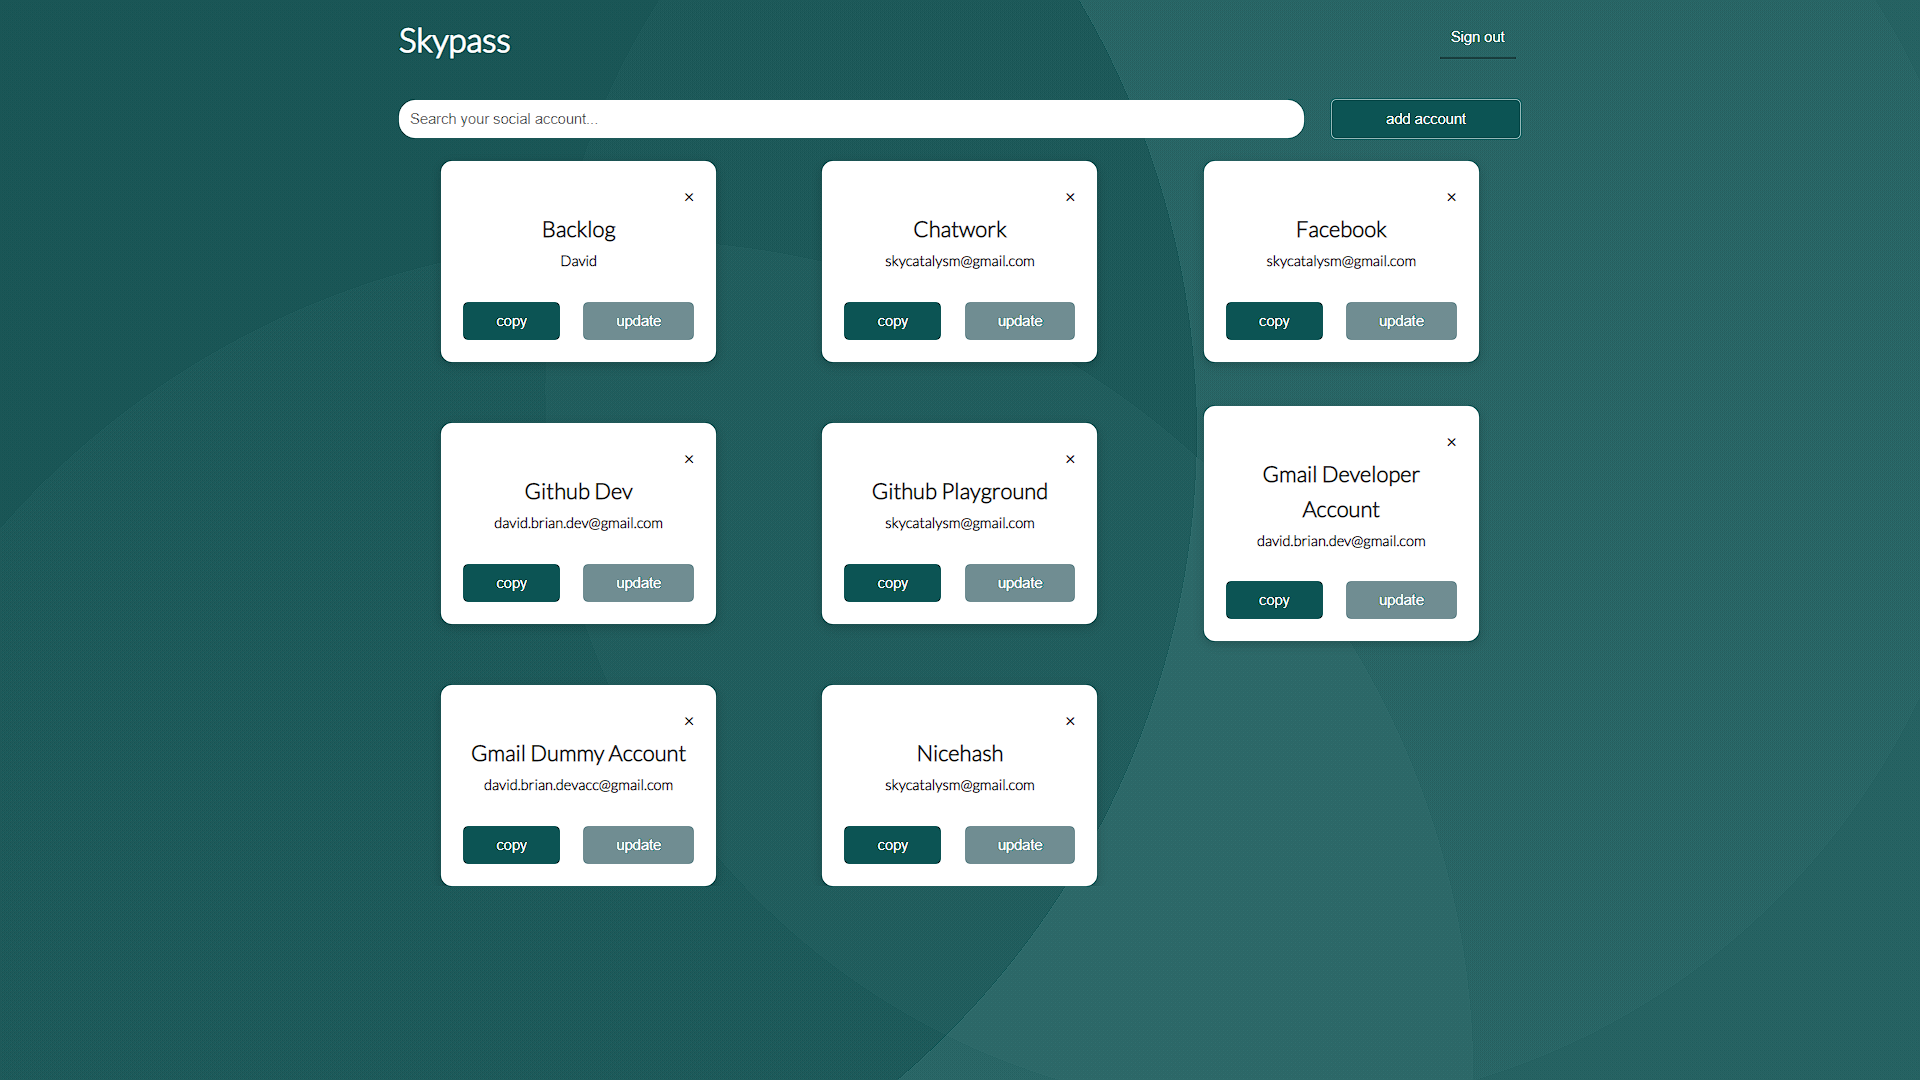 Skypass
Sign out
Search your social account...
add account
×
Backlog
David
copy
update
×
Chatwork
skycatalysm@gmail.com
copy
update
×
Facebook
skycatalysm@gmail.com
copy
update
×
Github Dev
david.brian.dev@gmail.com
copy
update
×
Github Playground
skycatalysm@gmail.com
copy
update
×
Gmail Developer
Account
david.brian.dev@gmail.com
copy
update
×
Gmail Dummy Account
david.brian.devacc@gmail.com
copy
update
×
Nicehash
skycatalysm@gmail.com
copy
update